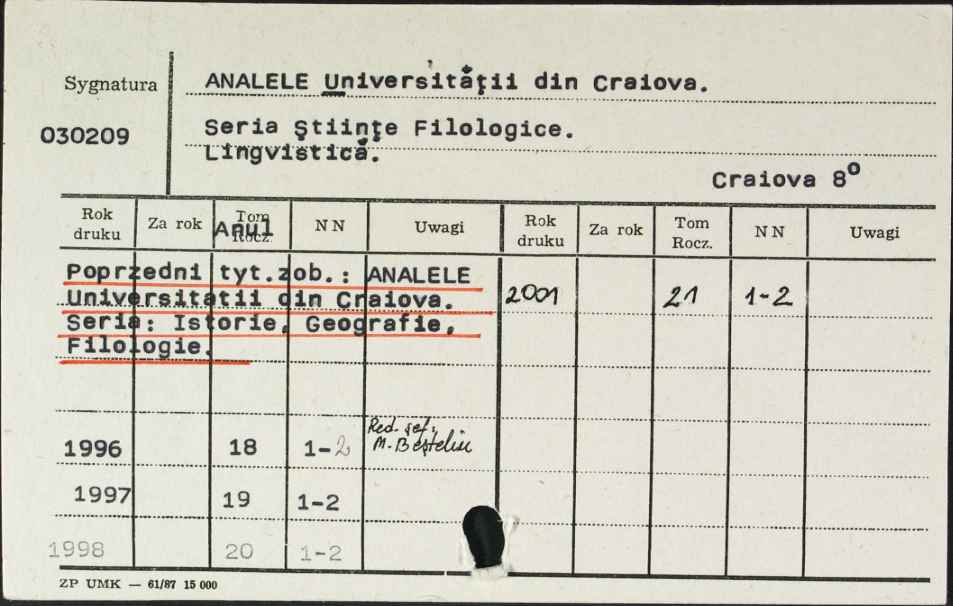 Sygnatura
ANALELE Universităţii din Craiova.
030209
Seria Ştiinţe Filologice.
Lingvistică.
Craiova 8º
Rok druku Za rok Tom Rocz. Anul NN Uwagi Rok druku Za rok Tom Rocz. NN Uwagi
Poprzedni tyt.zob.: ANALELE
Universitatii din Craiova.
2001 21 1-2
Seria: Istorie, Geografie,
Filologie.
1996 18 1-2 Red. şef:
M. Beşteliu
1997 19 1-2
1998 20 1-2
ZP UMK — 61/87 15 000